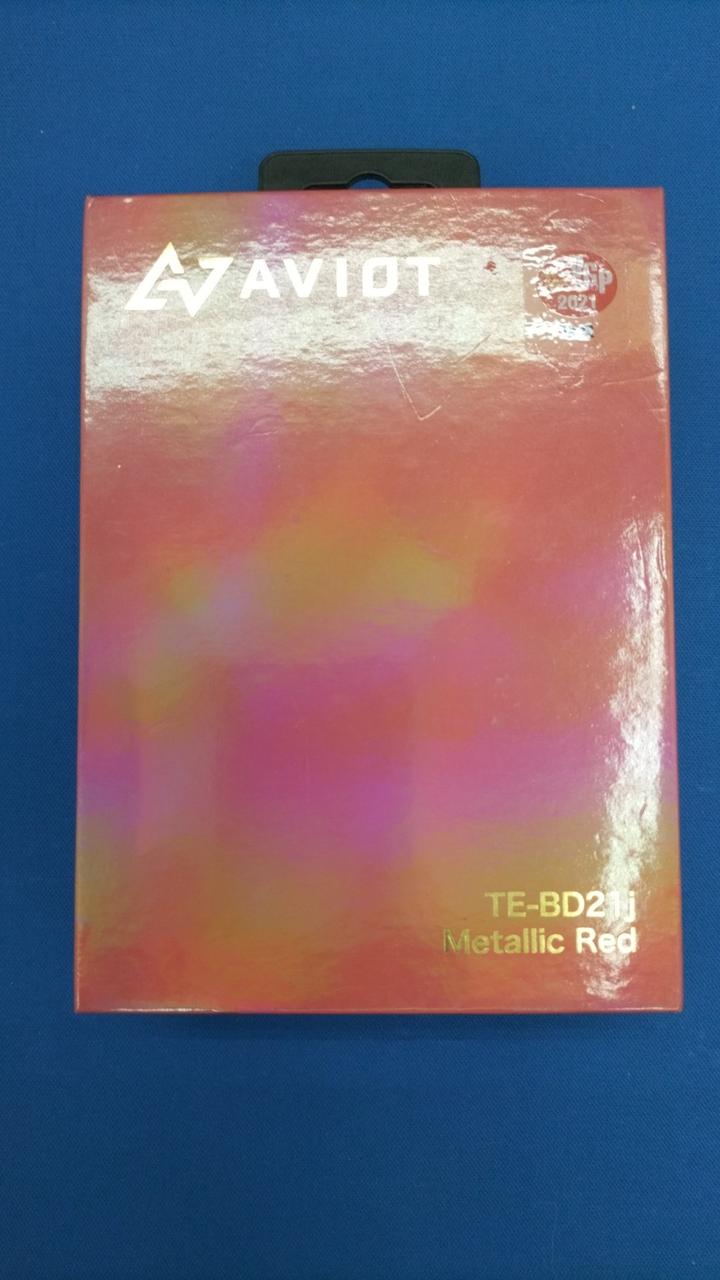 AVIOT
2021
TE-BD21j
Metallic Red